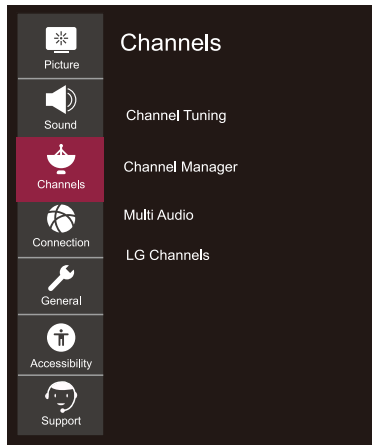 Picture
Sound
Channels
Connection
General
Accessibility
Support
Channels
Channel Tuning
Channel Manager
Multi Audio
LG Channels